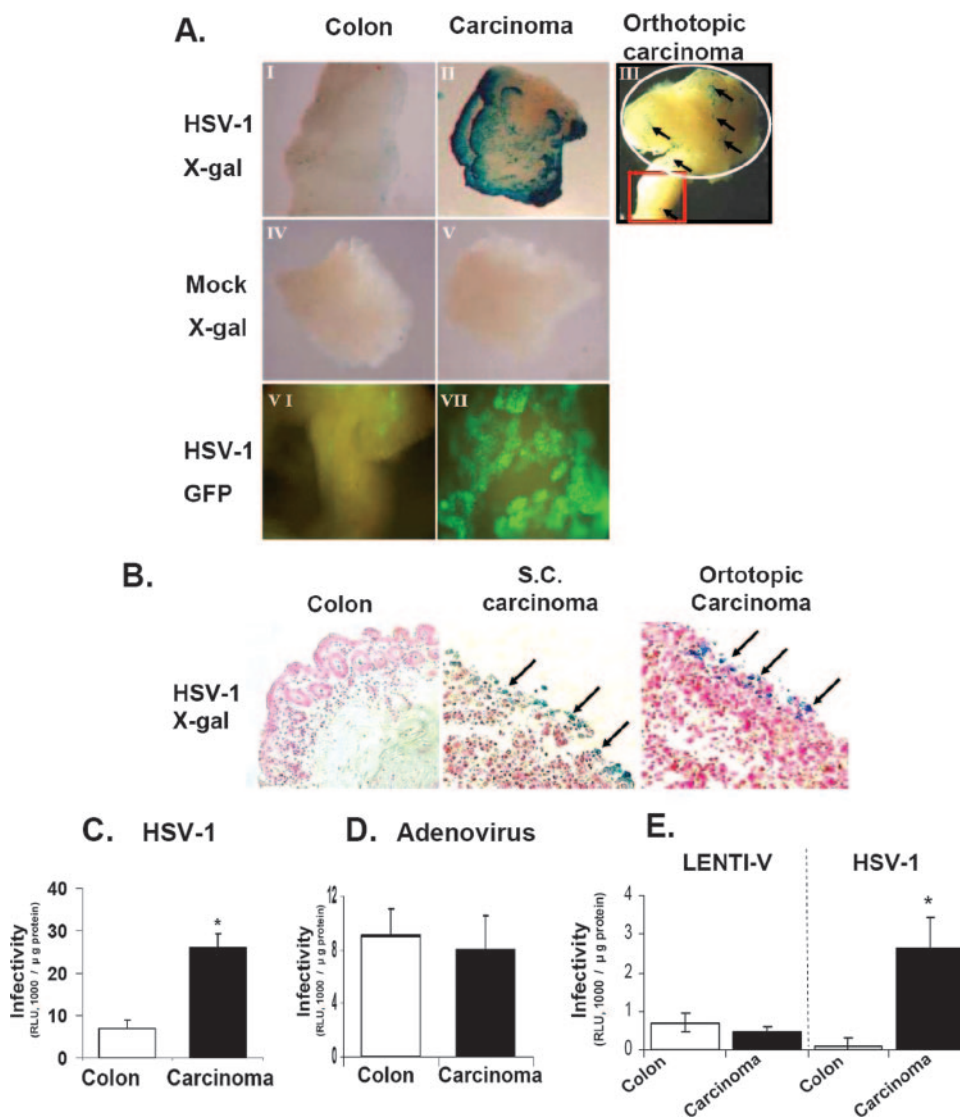 A.
Colon
Carcinoma
Orthotopic
carcinoma
HSV-1
X-gal
I
II
III
Mock
X-gal
IV
V
HSV-1
GFP
V I
VII
B.
Colon
S.C.
carcinoma
Ortotopic
Carcinoma
HSV-1
X-gal
C. HSV-1
Infectivity
(RLU, 1000 / µ g protein)
40
30
20
10
0
*
Colon
Carcinoma
D. Adenovirus
Infectivity
(RLU, 1000 / µ g protein)
12
8
4
0
Colon
Carcinoma
E.
LENTI-V
HSV-1
Infectivity
(RLU, 1000 / µ g protein)
4
3
2
1
0
*
Colon
Carcinoma
Colon
Carcinoma